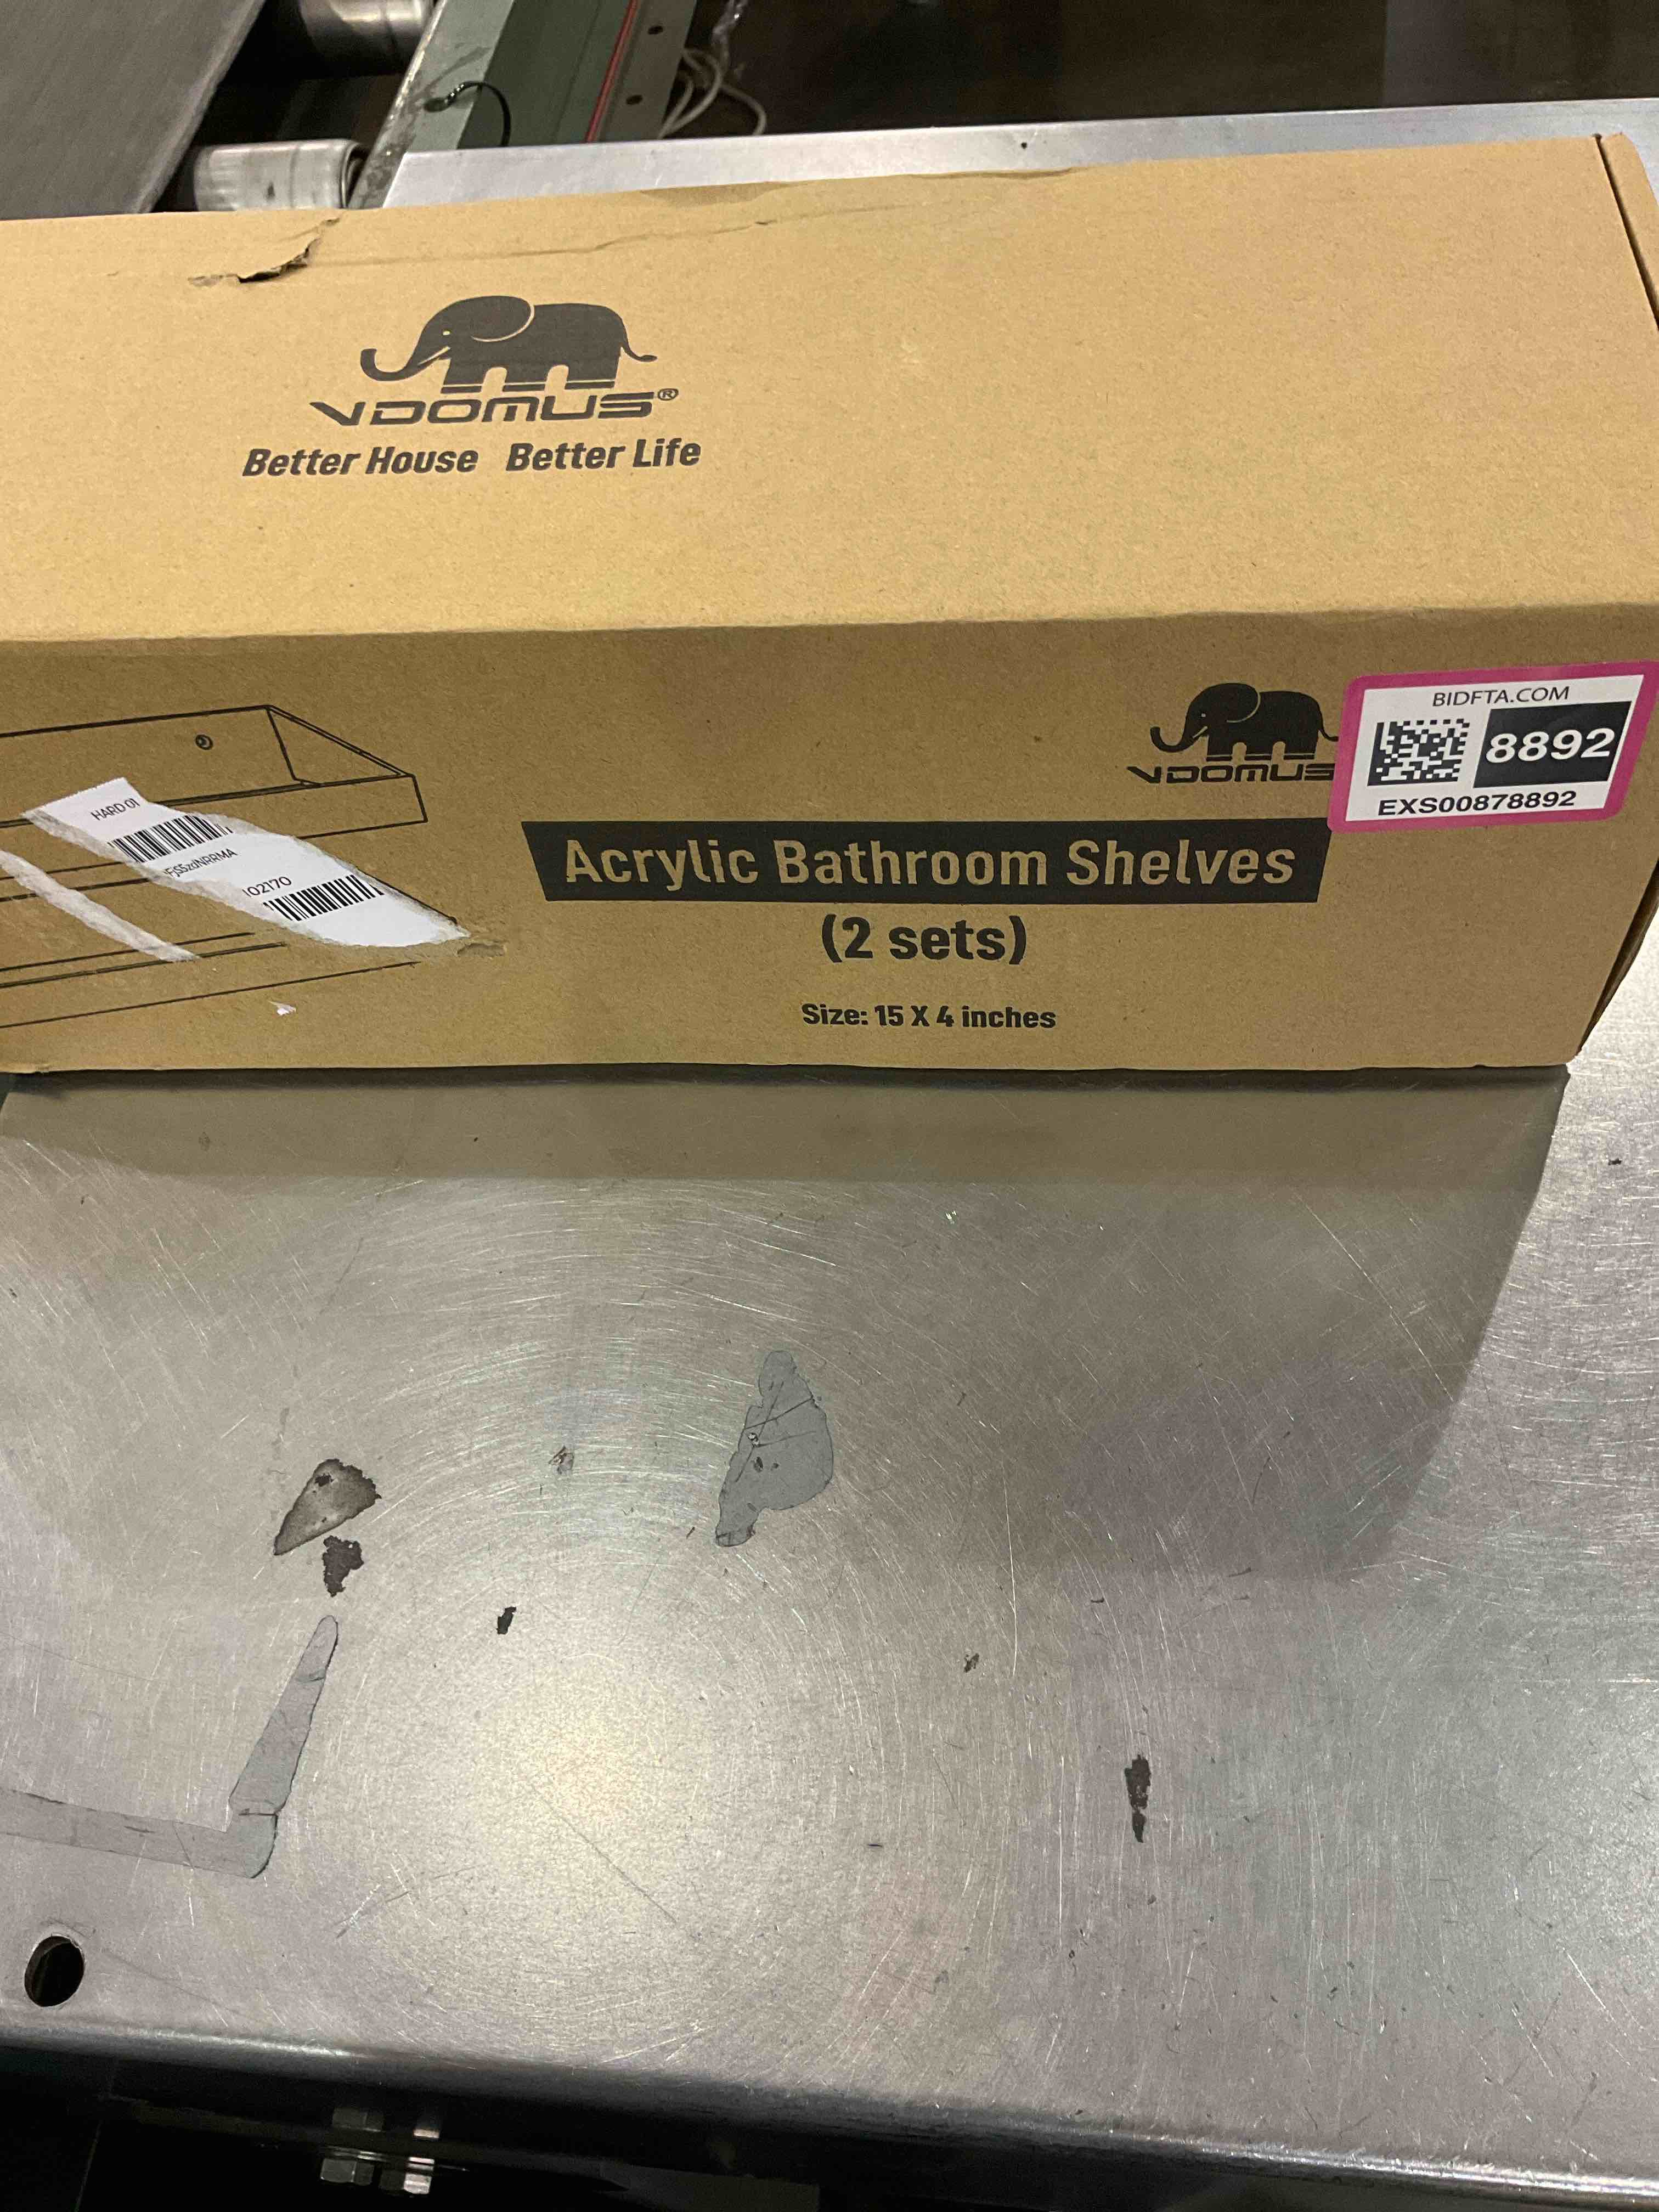 VDOMUS®
Better House Better Life
VDOMUS
BIDFTA.COM
8892
EXS00878892
HARD 01
102170
Acrylic Bathroom Shelves
(2 sets)
Size: 15 X 4 inches